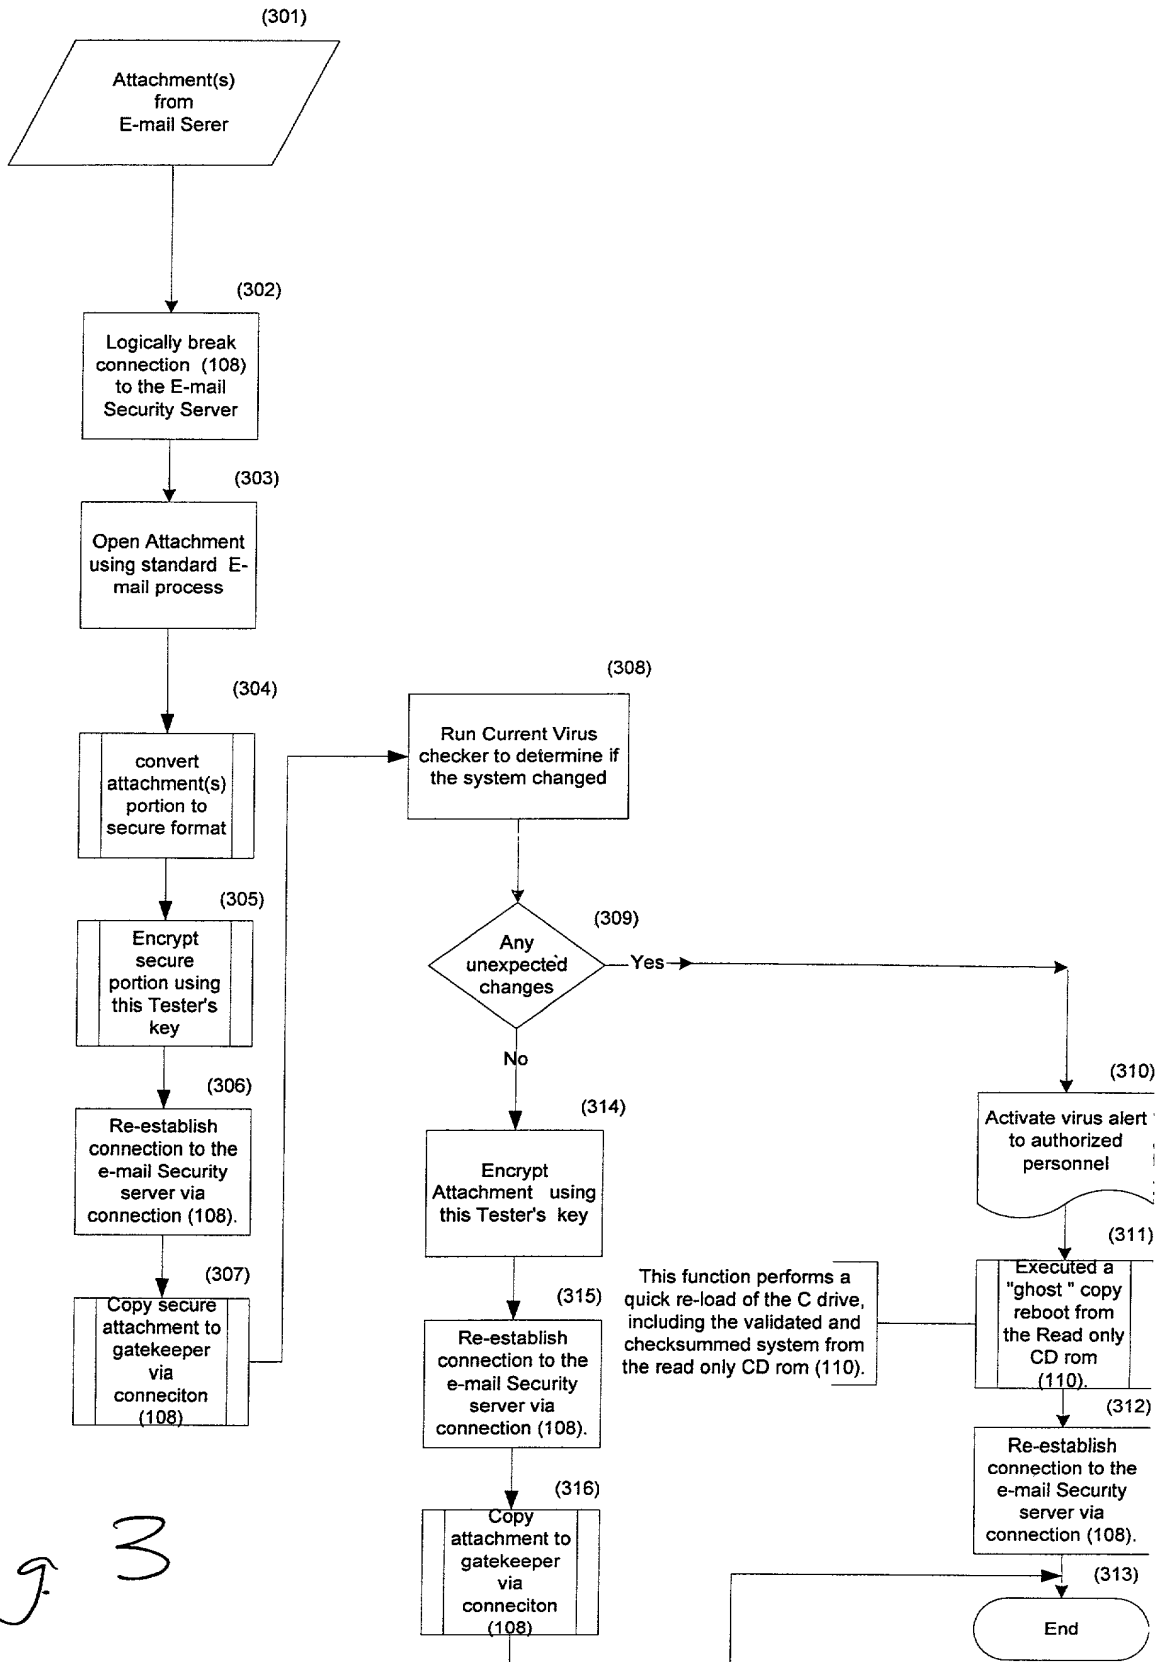 (301)
Attachment(s)
from
E-mail Serer
(302)
Logically break
connection (108)
to the E-mail
Security Server
(303)
Open Attachment
using standard E-
mail process
(304)
convert
attachment(s)
portion to
secure format
(305)
Encrypt
secure
portion using
this Tester's
key
(306)
Re-establish
connection to the
e-mail Security
server via
connection (108).
(307)
Copy secure
attachment to
gatekeeper
via
conneciton
(108)
(308)
Run Current Virus
checker to determine if
the system changed
(309)
Any
unexpected
changes
Yes
No
(310)
Activate virus alert
to authorized
personnel
(311)
Executed a
"ghost " copy
reboot from
the Read only
CD rom
(110).
This function performs a
quick re-load of the C drive,
including the validated and
checksummed system from
the read only CD rom (110).
(312)
Re-establish
connection to the
e-mail Security
server via
connection (108).
(313)
End
(314)
Encrypt
Attachment using
this Tester's key
(315)
Re-establish
connection to the
e-mail Security
server via
connection (108).
(316)
Copy
attachment to
gatekeeper
via
conneciton
(108)
g. 3